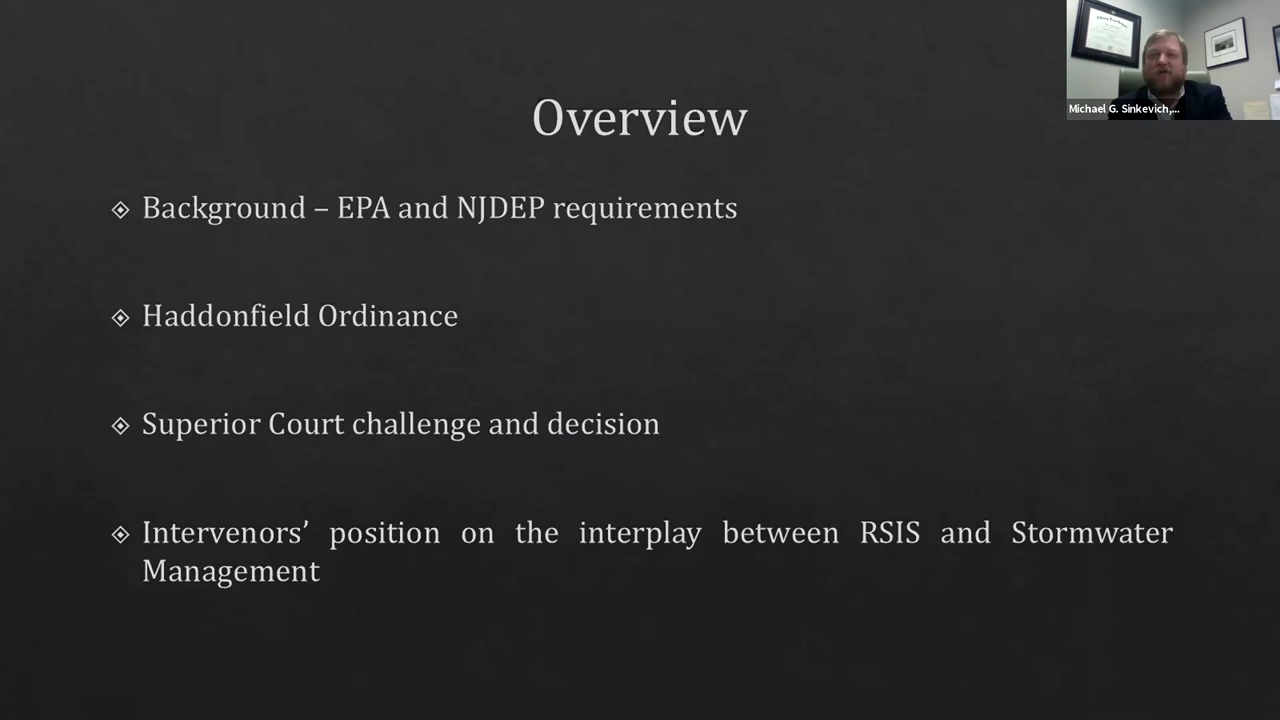 Overview
Background – EPA and NJDEP requirements
Haddonfield Ordinance
Superior Court challenge and decision
Intervenors’ position on the interplay between RSIS and Stormwater
Management
Michael G. Sinkevich,...